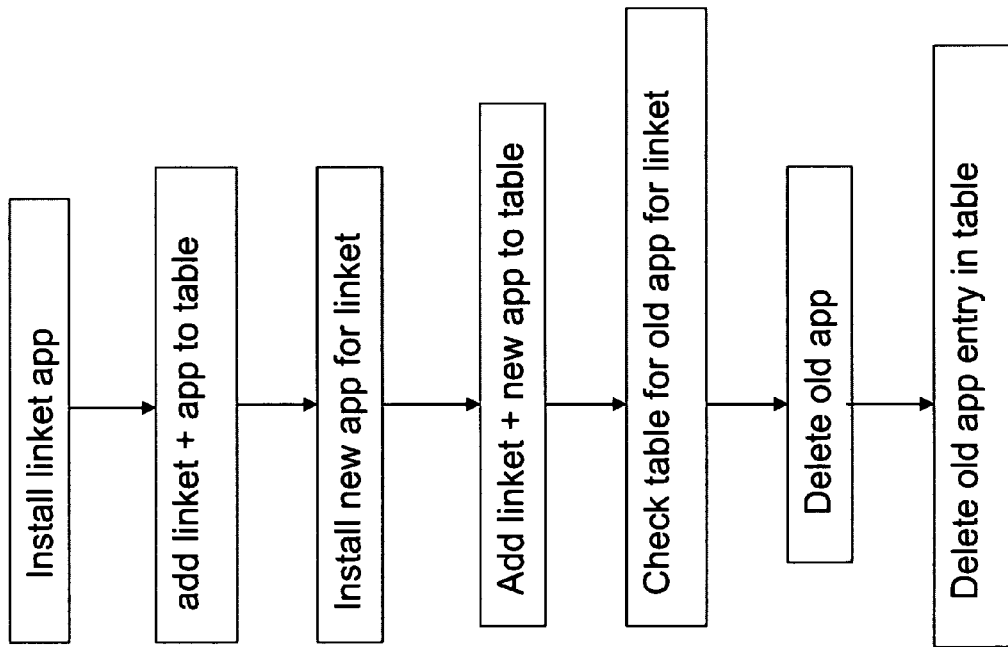 Install linket app
add linket + app to table
Install new app for linket
Add linket + new app to table
Check table for old app for linket
Delete old app
Delete old app entry in table